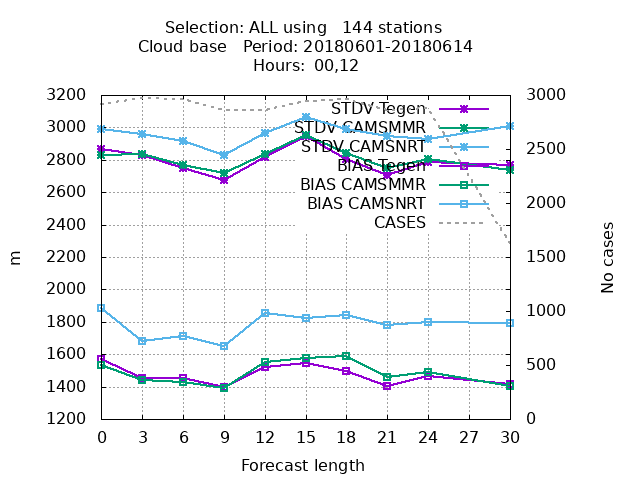 Selection: ALL using   144 stations
Cloud base   Period: 20180601-20180614
Hours:  00,12
3200
3000
2800
2600
2400
2200
2000
1800
1600
1400
1200
m
STDV Tegen
STDV CAMSMMR
STDV CAMSNRT
BIAS Tegen
BIAS CAMSMMR
BIAS CAMSNRT
CASES
3000
2500
2000
1500
1000
500
0
No cases
0 3 6 9 12 15 18 21 24 27 30
Forecast length